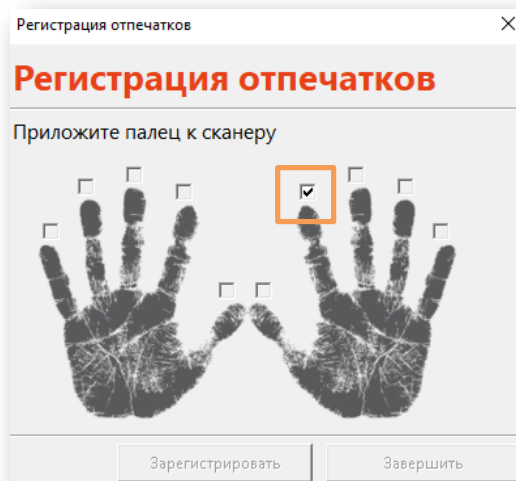 Регистрация отпечатков
Регистрация отпечатков
Приложите палец к сканеру
Зарегистрировать Завершить